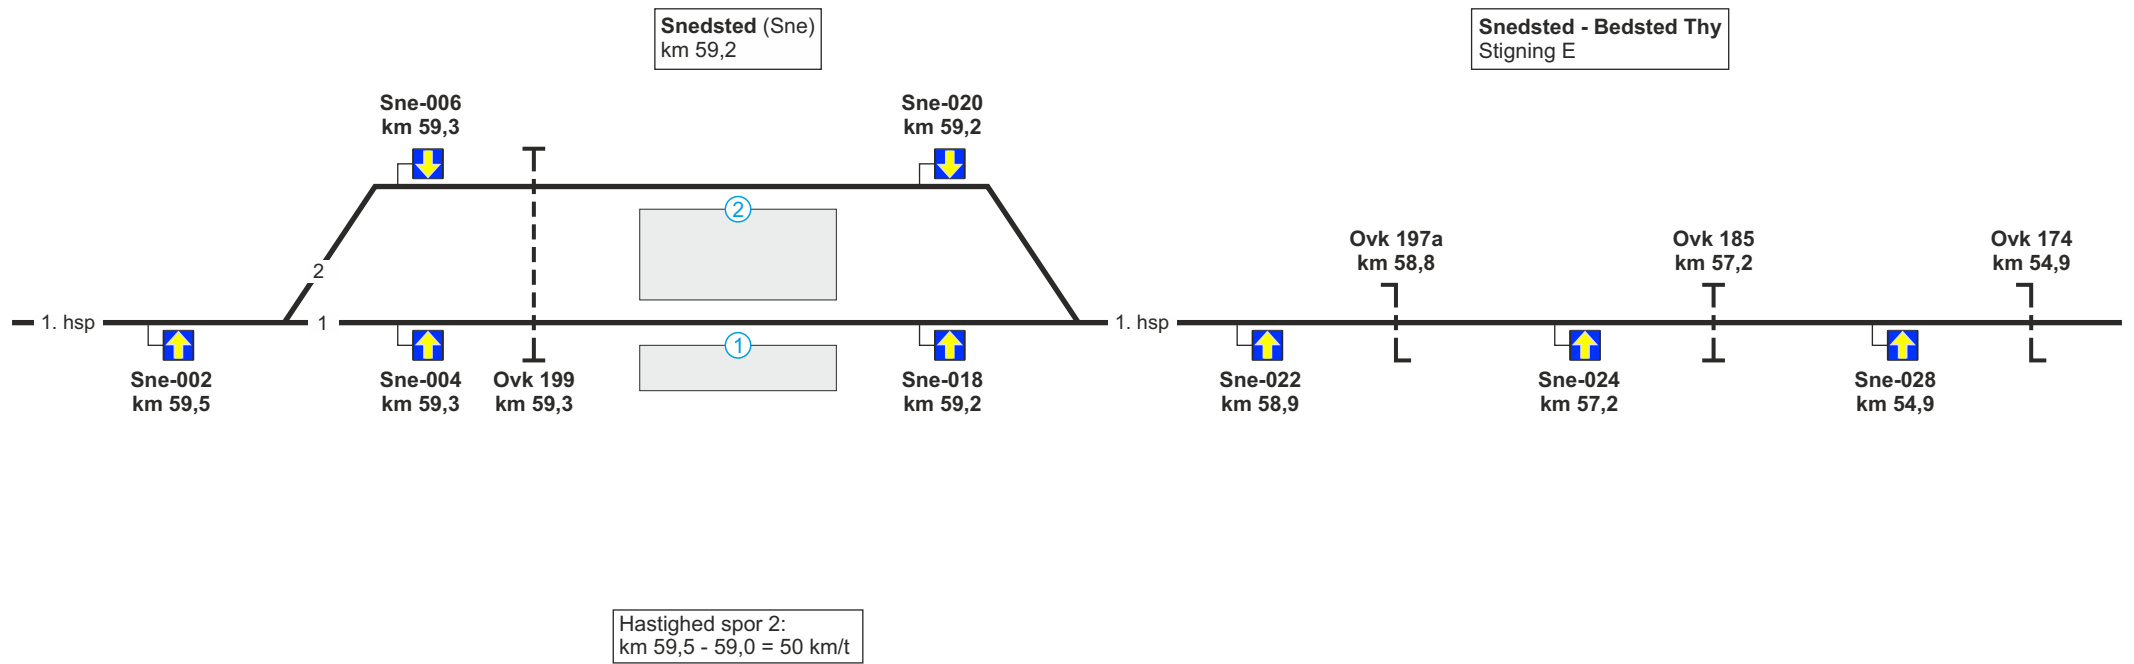 Snedsted (Sne)
km 59,2
Snedsted - Bedsted Thy
Stigning E
Sne-006
km 59,3
Sne-020
km 59,2
2
Ovk 197a
km 58,8
Ovk 185
km 57,2
Ovk 174
km 54,9
2
1. hsp
1
1. hsp
1
Sne-002
km 59,5
Sne-004
km 59,3
Ovk 199
km 59,3
Sne-018
km 59,2
Sne-022
km 58,9
Sne-024
km 57,2
Sne-028
km 54,9
Hastighed spor 2:
km 59,5 - 59,0 = 50 km/t